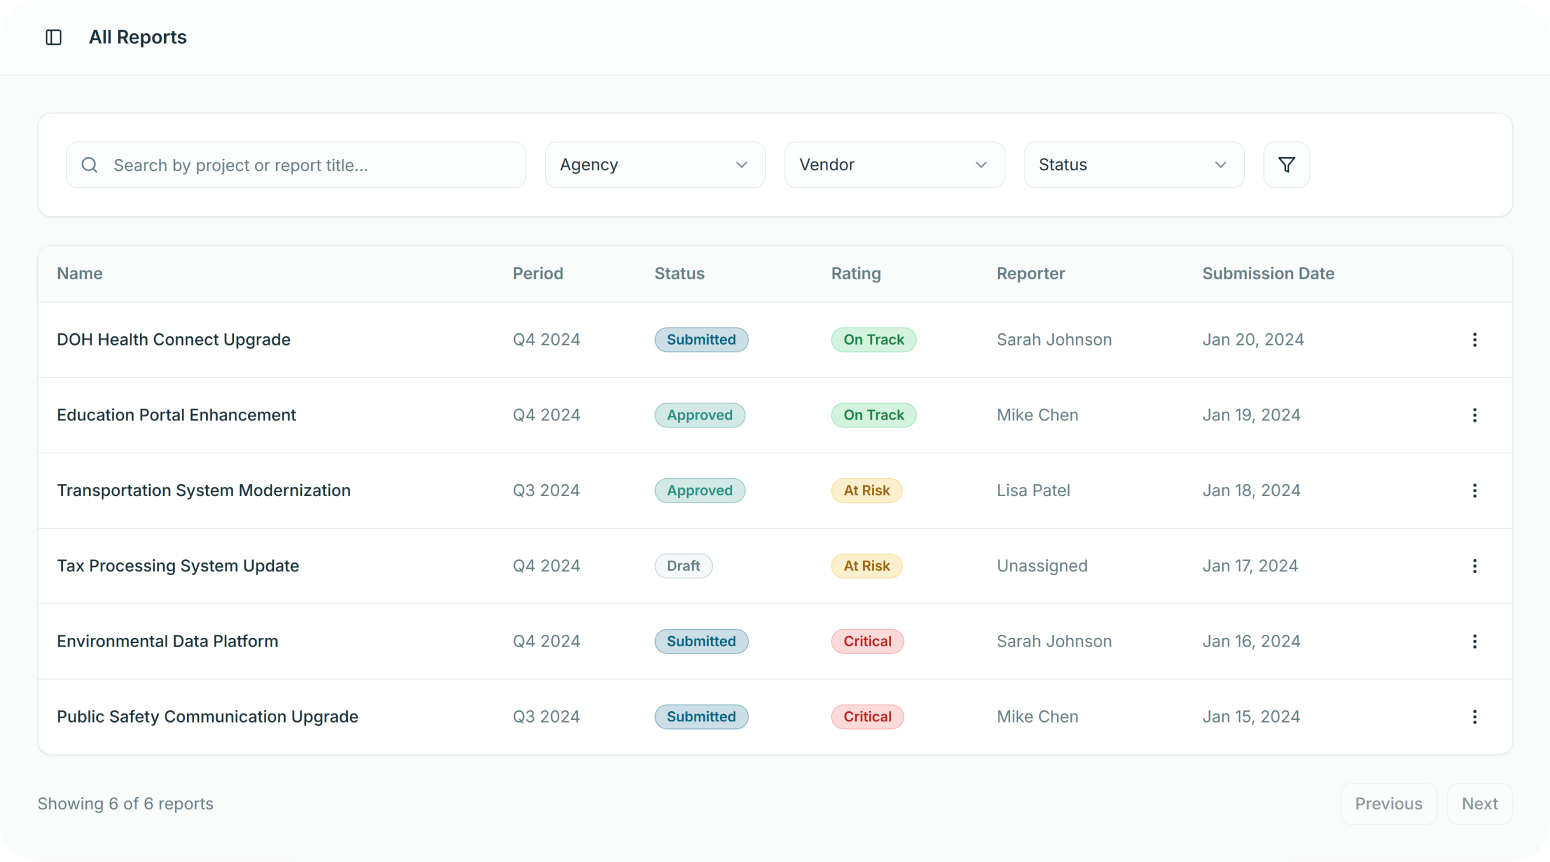 All Reports
Search by project or report title... Agency Vendor Status
Name Period Status Rating Reporter Submission Date
DOH Health Connect Upgrade Q4 2024 Submitted On Track Sarah Johnson Jan 20, 2024
Education Portal Enhancement Q4 2024 Approved On Track Mike Chen Jan 19, 2024
Transportation System Modernization Q3 2024 Approved At Risk Lisa Patel Jan 18, 2024
Tax Processing System Update Q4 2024 Draft At Risk Unassigned Jan 17, 2024
Environmental Data Platform Q4 2024 Submitted Critical Sarah Johnson Jan 16, 2024
Public Safety Communication Upgrade Q3 2024 Submitted Critical Mike Chen Jan 15, 2024
Showing 6 of 6 reports Previous Next